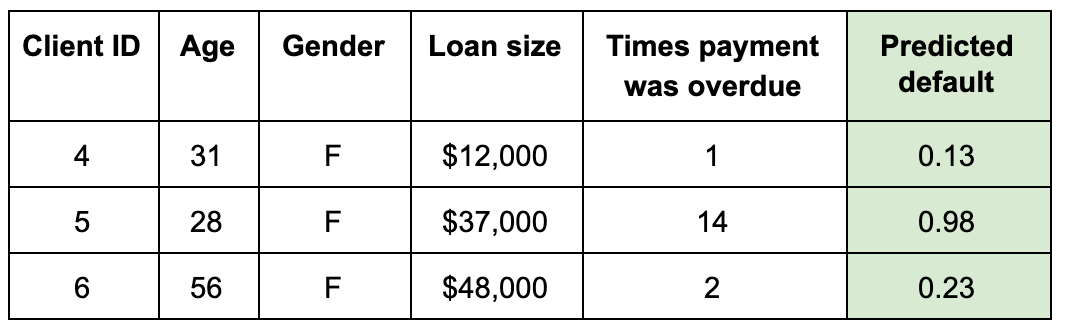 Client ID Age Gender Loan size Times payment was overdue Predicted default
4 31 F $12,000 1 0.13
5 28 F $37,000 14 0.98
6 56 F $48,000 2 0.23